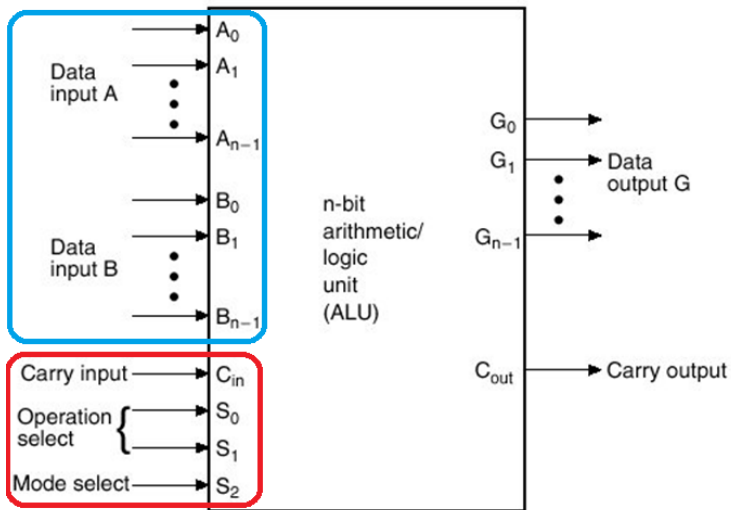 Data
input A
A₀
A₁
Aₙ₋₁
Data
input B
B₀
B₁
Bₙ₋₁
Carry input
Cᵢₙ
Operation
select
S₀
S₁
Mode select
S₂
n-bit
arithmetic/
logic
unit
(ALU)
G₀
G₁
Gₙ₋₁
Data
output G
Cₒᵤₜ
Carry output